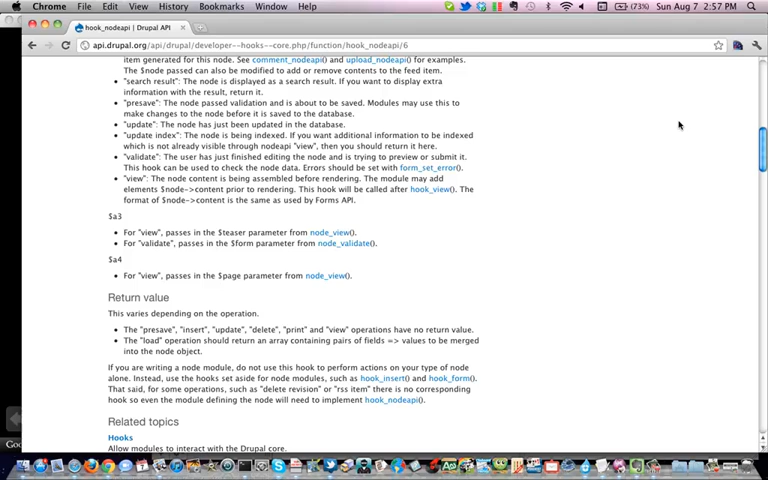 Chrome File Edit View History Bookmarks Window Help
(73%) Sun Aug 7 2:57 PM
hook_nodeapi | Drupal API
api.drupal.org/api/drupal/developer--hooks--core.php/function/hook_nodeapi/6
item generated for this node. See comment_nodeapi() and upload_nodeapi() for examples.
The $node passed can also be modified to add or remove contents to the feed item.
• "search result": The node is displayed as a search result. If you want to display extra
information with the result, return it.
• "presave": The node passed validation and is about to be saved. Modules may use this to
make changes to the node before it is saved to the database.
• "update": The node has just been updated in the database.
• "update index": The node is being indexed. If you want additional information to be indexed
which is not already visible through nodeapi "view", then you should return it here.
• "validate": The user has just finished editing the node and is trying to preview or submit it.
This hook can be used to check the node data. Errors should be set with form_set_error().
• "view": The node content is being assembled before rendering. The module may add
elements $node->content prior to rendering. This hook will be called after hook_view(). The
format of $node->content is the same as used by Forms API.
$a3
• For "view", passes in the $teaser parameter from node_view().
• For "validate", passes in the $form parameter from node_validate().
$a4
• For "view", passes in the $page parameter from node_view().
Return value
This varies depending on the operation.
• The "presave", "insert", "update", "delete", "print" and "view" operations have no return value.
• The "load" operation should return an array containing pairs of fields => values to be merged
into the node object.
If you are writing a node module, do not use this hook to perform actions on your type of node
alone. Instead, use the hooks set aside for node modules, such as hook_insert() and hook_form().
That said, for some operations, such as "delete revision" or "rss item" there is no corresponding
hook so even the module defining the node will need to implement hook_nodeapi().
Related topics
Hooks
Allow modules to interact with the Drupal core.
Goo